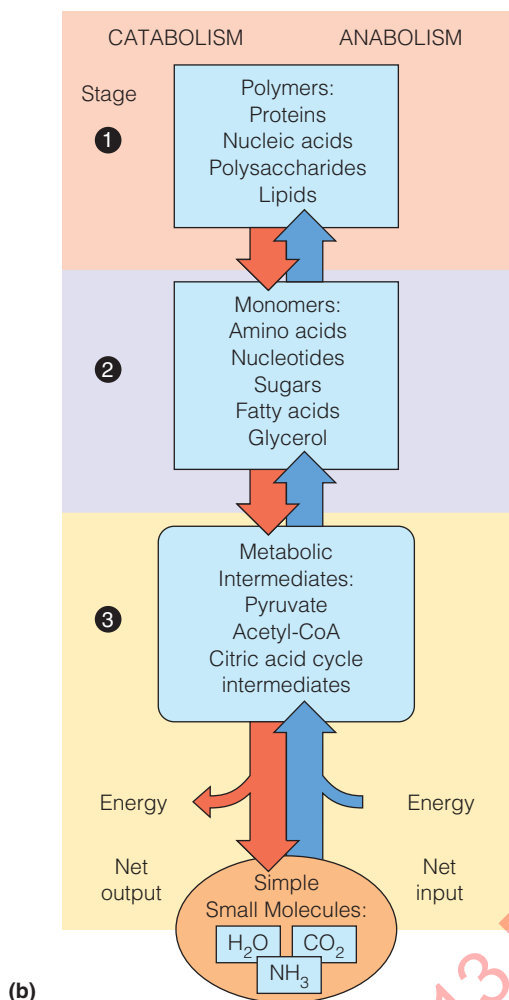 CATABOLISM ANABOLISM
Stage
1
Polymers:
Proteins
Nucleic acids
Polysaccharides
Lipids
2
Monomers:
Amino acids
Nucleotides
Sugars
Fatty acids
Glycerol
3
Metabolic
Intermediates:
Pyruvate
Acetyl-CoA
Citric acid cycle
intermediates
Energy
Energy
Net
output
Net
input
Simple
Small Molecules:
H₂O CO₂
NH₃
(b)
13